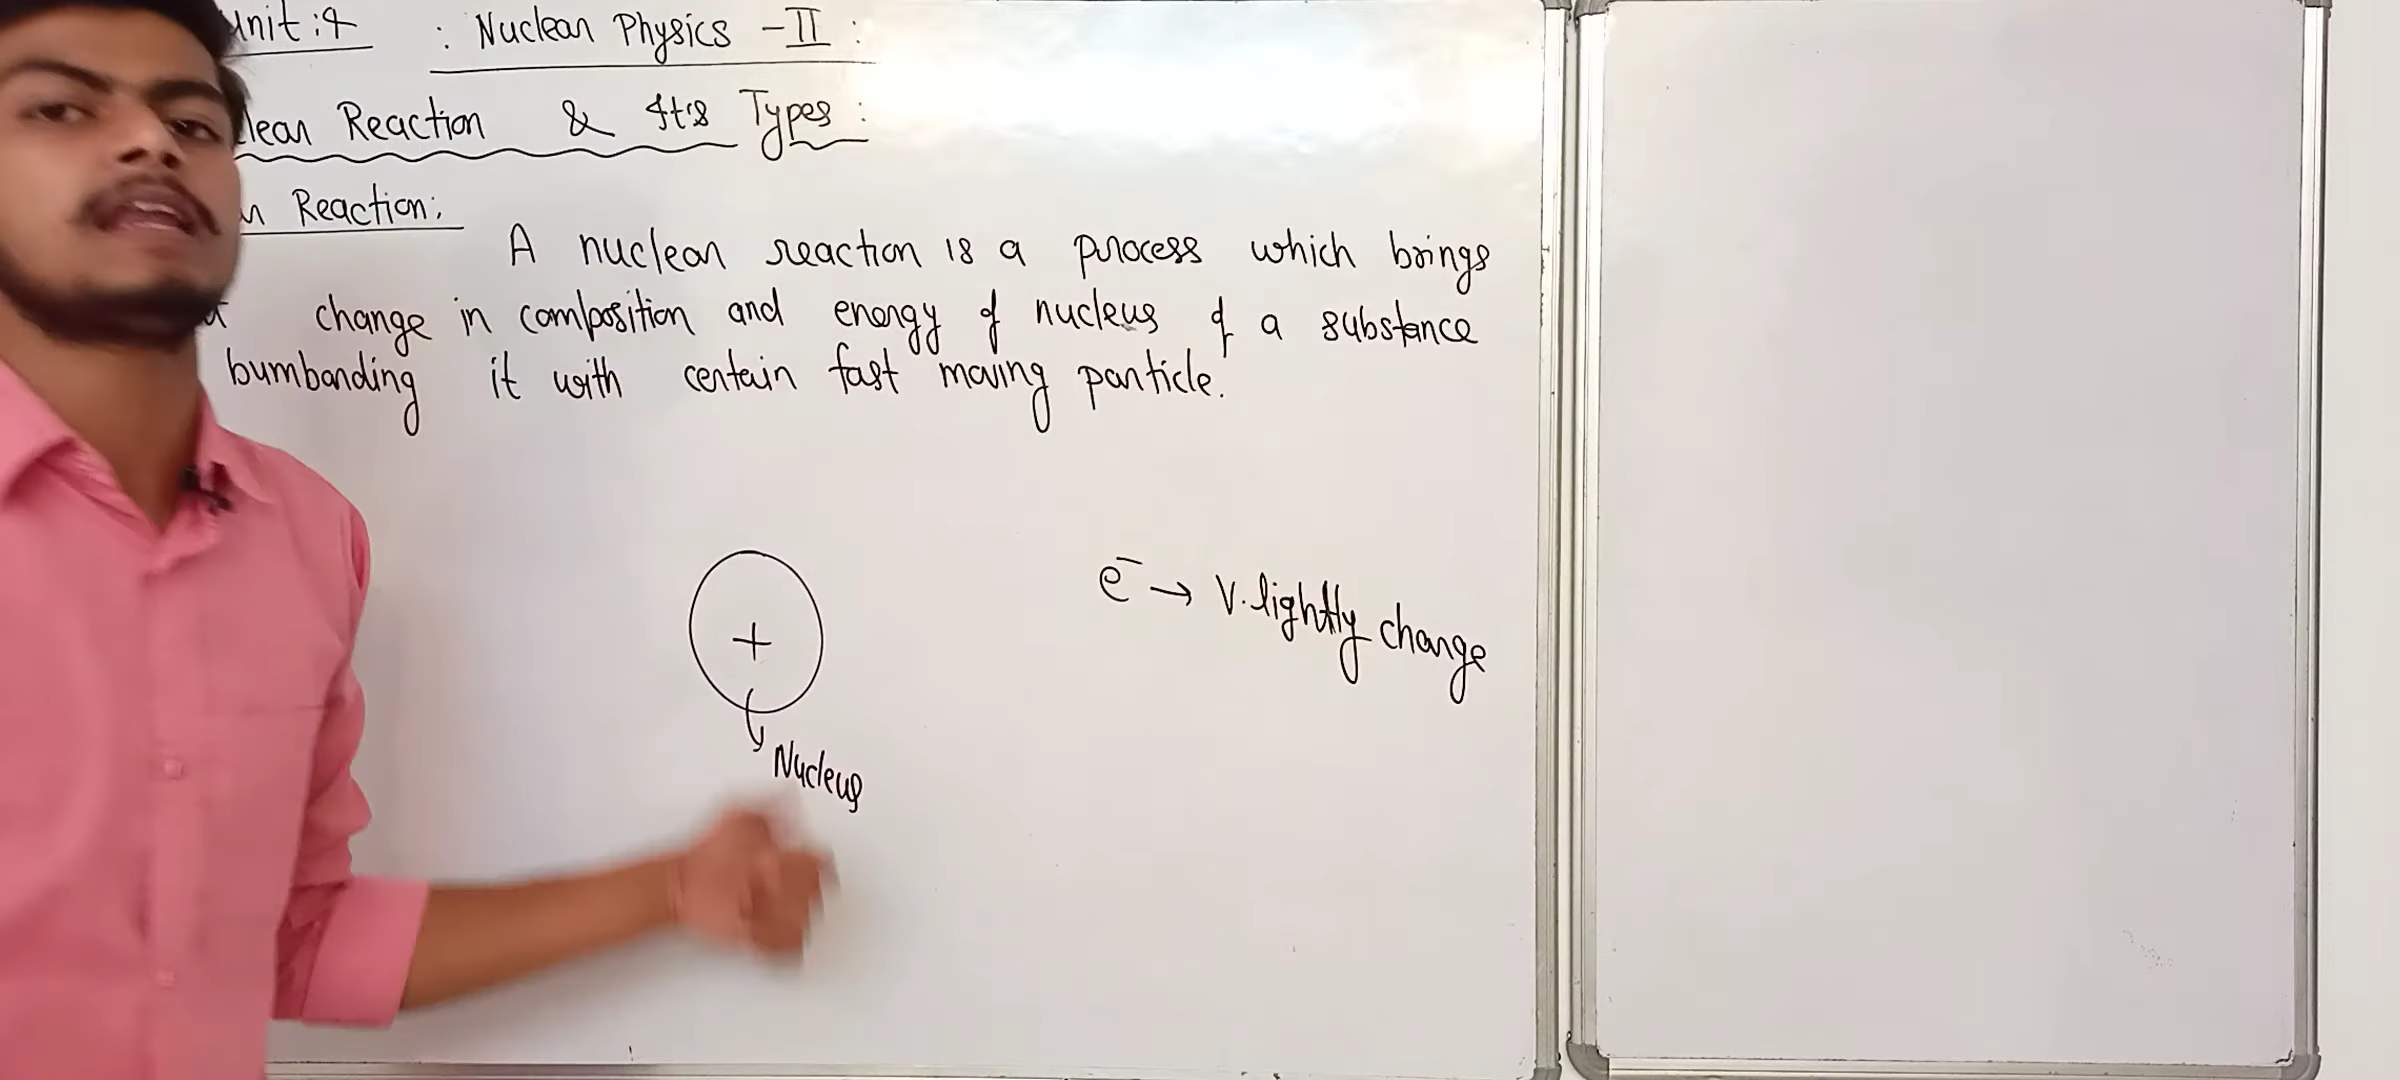 unit : 4 : Nuclear Physics - II :
lear Reaction & It's Types :
Reaction :
A nuclear reaction is a process which brings
change in composition and energy of nucleus of a substance
bumbarding it with certain fast moving particle.
e⁻ → V. lightly change
+
Nucleus